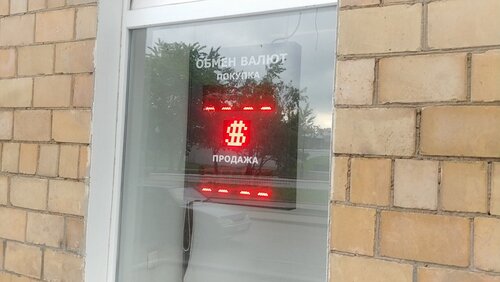 ОБМЕН ВАЛЮТ
ПОКУПКА
- - - -
$
ПРОДАЖА
- - - -